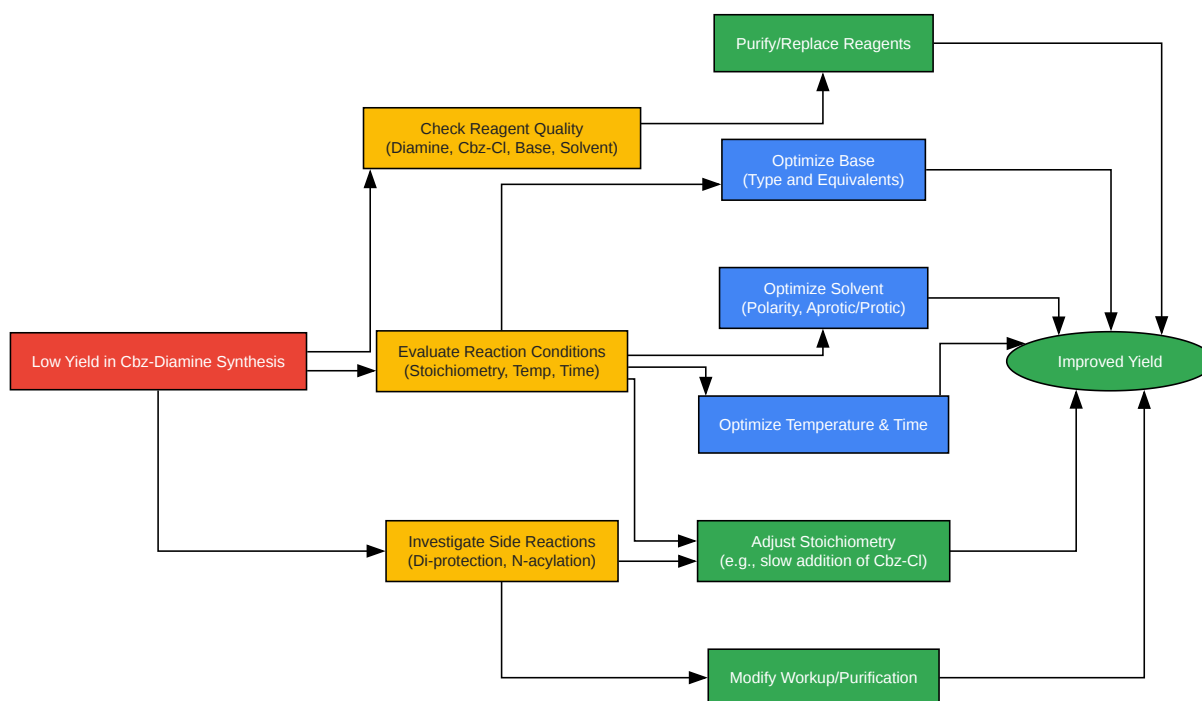 Purify/Replace Reagents
Check Reagent Quality
(Diamine, Cbz-Cl, Base, Solvent)
Optimize Base
(Type and Equivalents)
Optimize Solvent
(Polarity, Aprotic/Protic)
Low Yield in Cbz-Diamine Synthesis
Evaluate Reaction Conditions
(Stoichiometry, Temp, Time)
Improved Yield
Optimize Temperature & Time
Investigate Side Reactions
(Di-protection, N-acylation)
Adjust Stoichiometry
(e.g., slow addition of Cbz-Cl)
Modify Workup/Purification